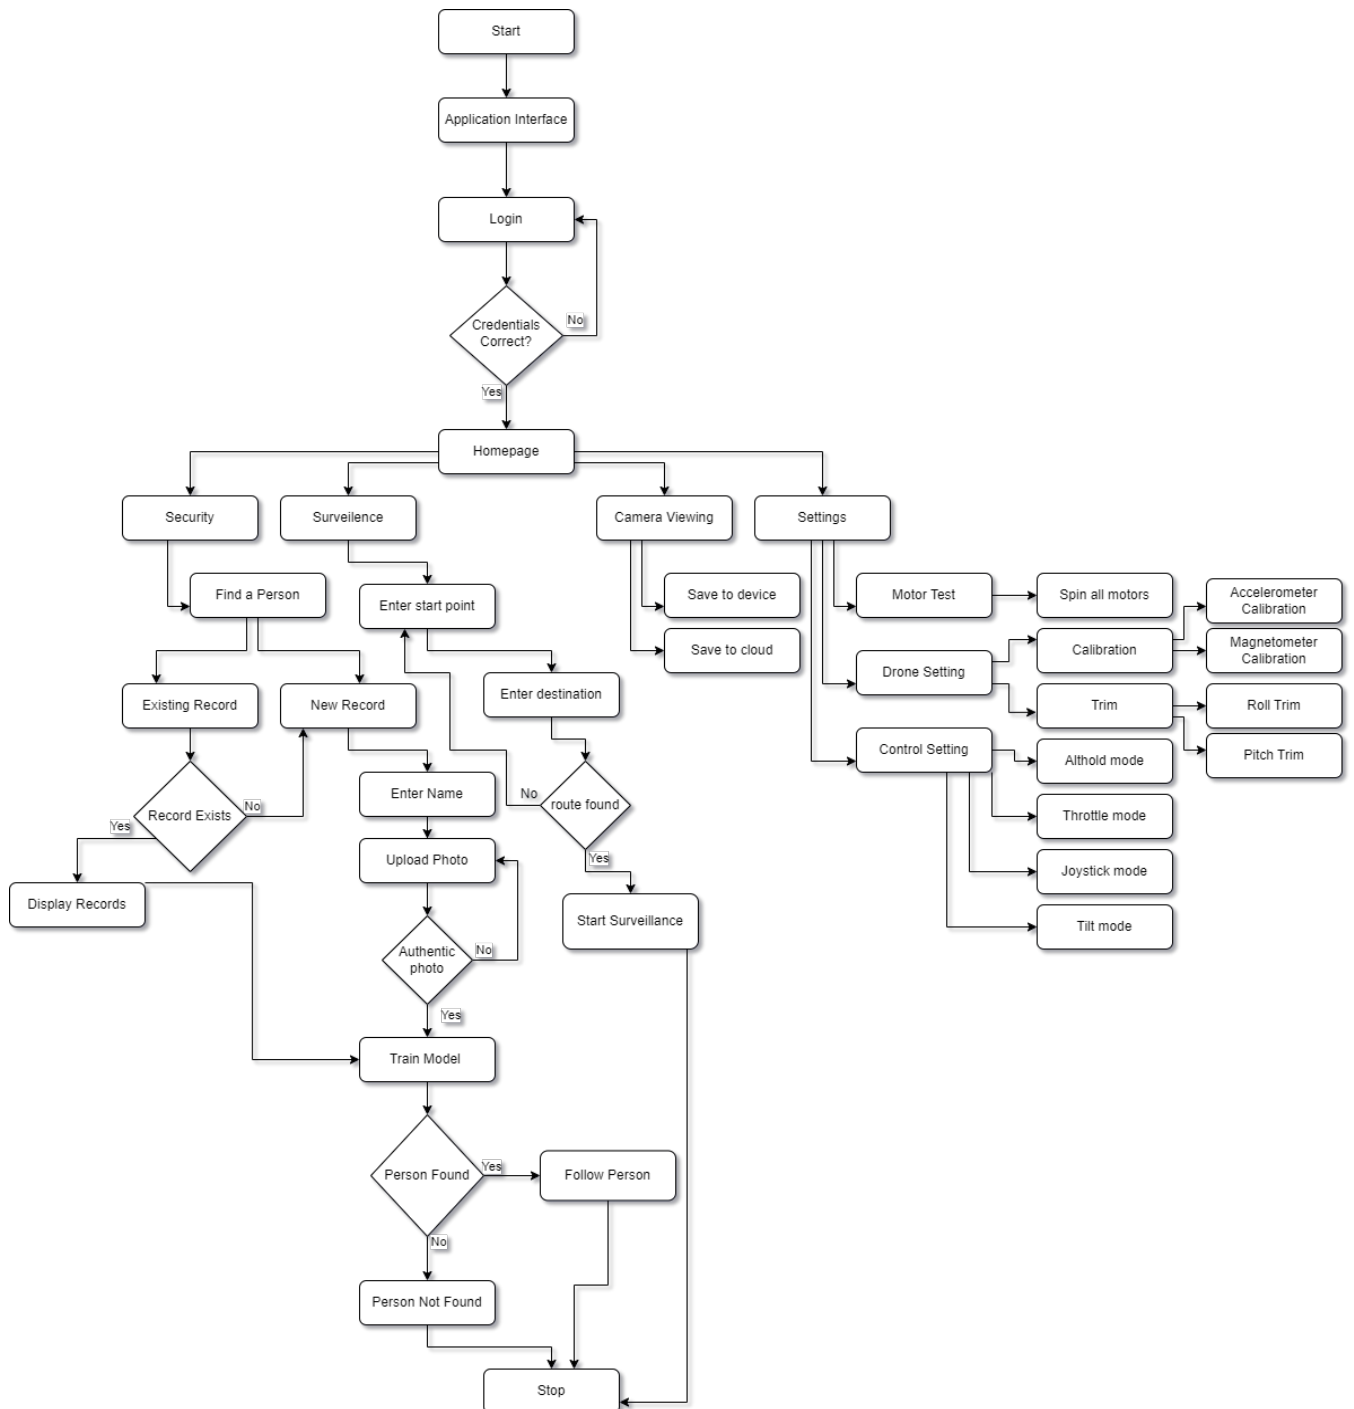 Start
Application Interface
Login
Credentials
Correct?
No
Yes
Homepage
Security
Surveilence
Camera Viewing
Settings
Find a Person
Enter start point
Save to device
Motor Test
Spin all motors
Accelerometer
Calibration
Save to cloud
Drone Setting
Calibration
Magnetometer
Calibration
Existing Record
New Record
Enter destination
Trim
Roll Trim
Control Setting
Althold mode
Pitch Trim
Enter Name
No
route found
Throttle mode
Record Exists
No
Yes
Upload Photo
Yes
Joystick mode
Display Records
Start Surveillance
Tilt mode
Authentic
photo
No
Yes
Train Model
Person Found
Yes
Follow Person
No
Person Not Found
Stop